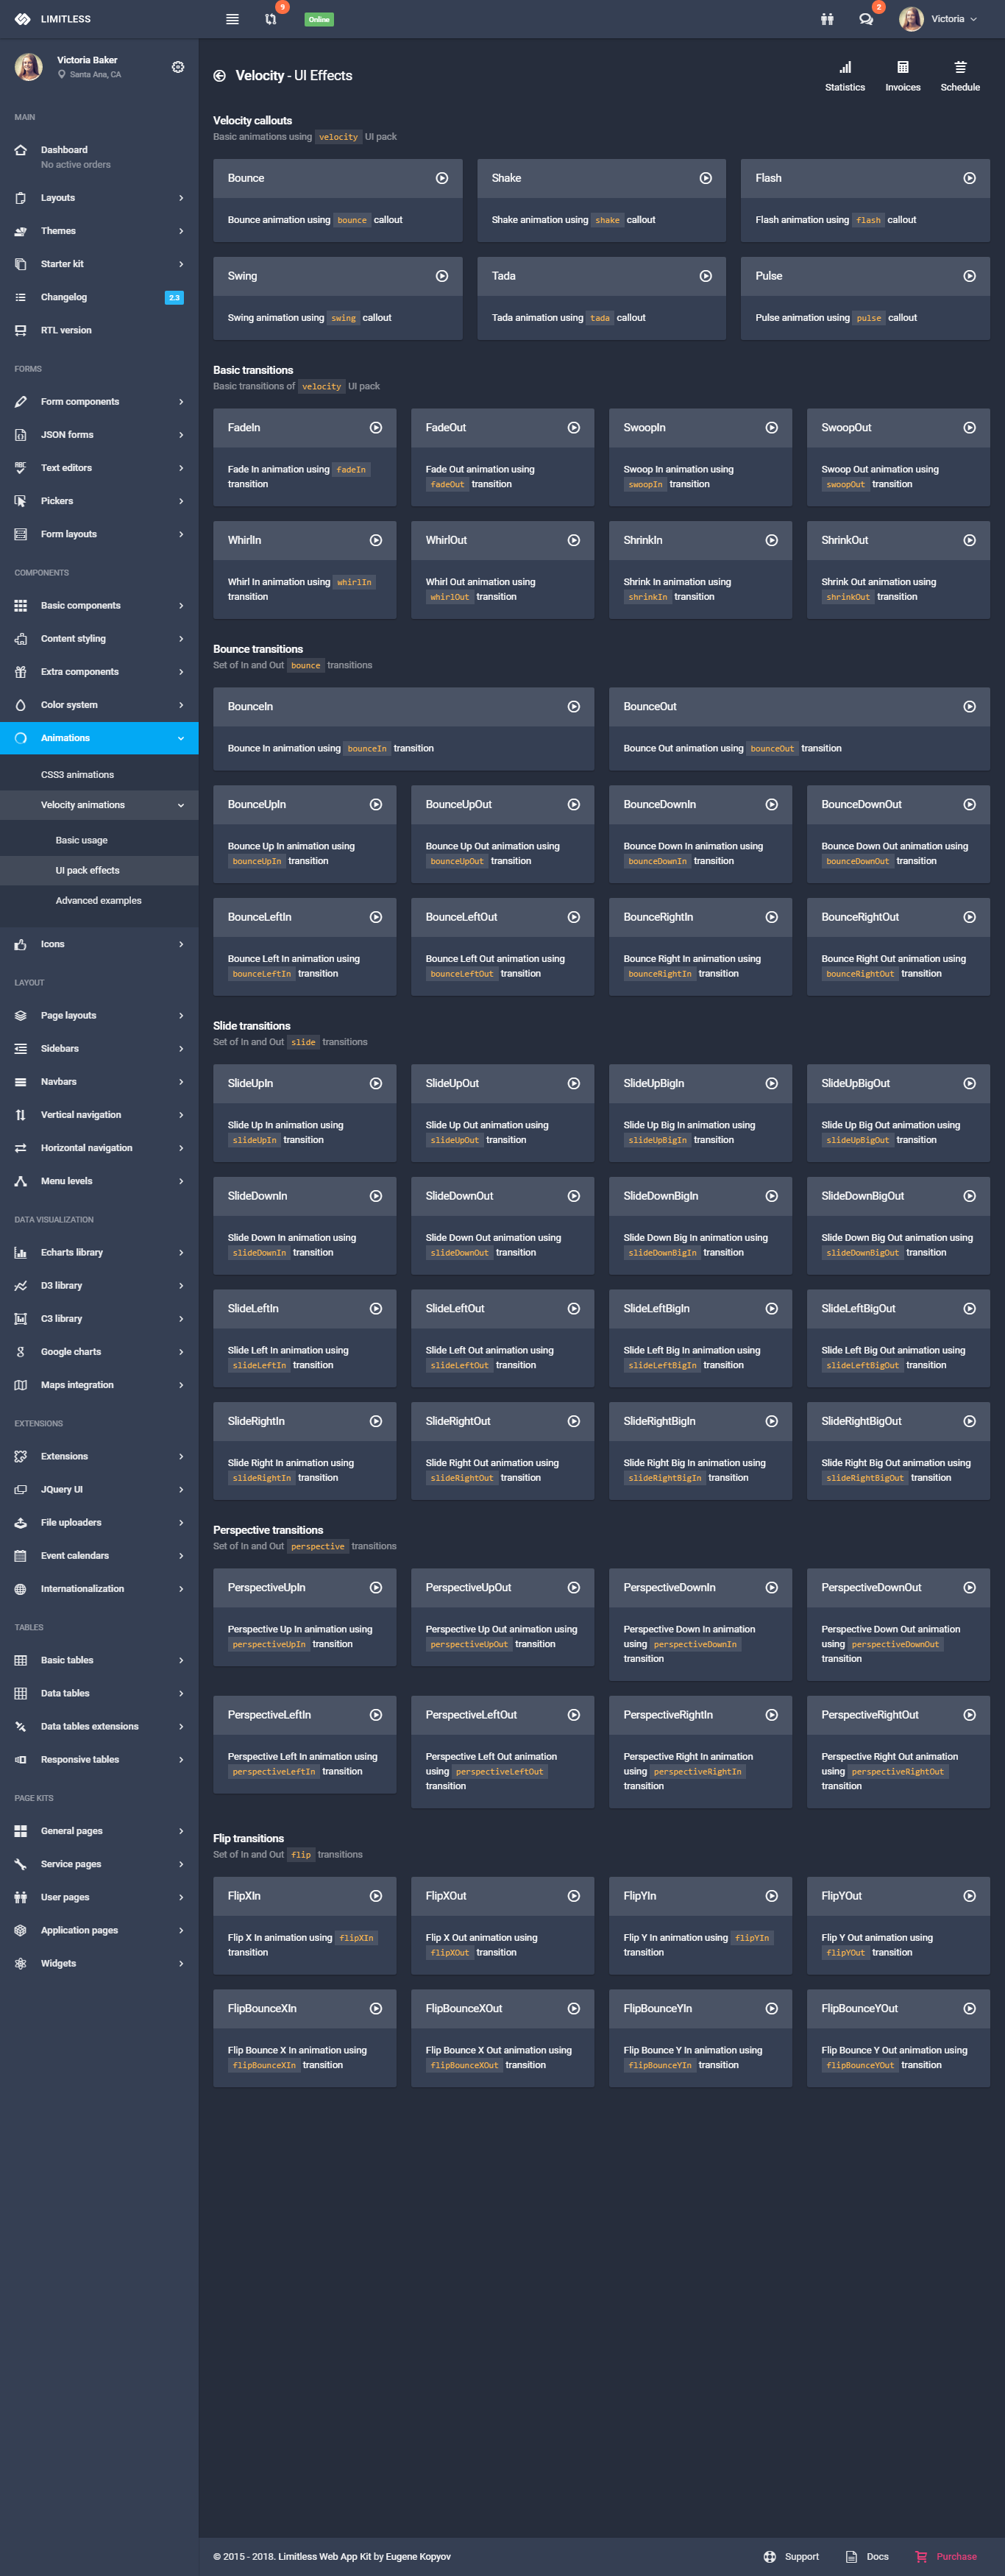 LIMITLESS
9
Online
2
Victoria
Victoria Baker
Santa Ana, CA
MAIN
Dashboard
No active orders
Layouts
Themes
Starter kit
Changelog 2.3
RTL version
FORMS
Form components
JSON forms
Text editors
Pickers
Form layouts
COMPONENTS
Basic components
Content styling
Extra components
Color system
Animations
CSS3 animations
Velocity animations
Basic usage
UI pack effects
Advanced examples
Icons
LAYOUT
Page layouts
Sidebars
Navbars
Vertical navigation
Horizontal navigation
Menu levels
DATA VISUALIZATION
Echarts library
D3 library
C3 library
Google charts
Maps integration
EXTENSIONS
Extensions
JQuery UI
File uploaders
Event calendars
Internationalization
TABLES
Basic tables
Data tables
Data tables extensions
Responsive tables
PAGE KITS
General pages
Service pages
User pages
Application pages
Widgets
Velocity - UI Effects
Statistics
Invoices
Schedule
Velocity callouts
Basic animations using velocity UI pack
Bounce
Bounce animation using bounce callout
Shake
Shake animation using shake callout
Flash
Flash animation using flash callout
Swing
Swing animation using swing callout
Tada
Tada animation using tada callout
Pulse
Pulse animation using pulse callout
Basic transitions
Basic transitions of velocity UI pack
FadeIn
Fade In animation using fadeIn
transition
FadeOut
Fade Out animation using
fadeOut transition
SwoopIn
Swoop In animation using
swoopIn transition
SwoopOut
Swoop Out animation using
swoopOut transition
WhirlIn
Whirl In animation using whirlIn
transition
WhirlOut
Whirl Out animation using
whirlOut transition
ShrinkIn
Shrink In animation using
shrinkIn transition
ShrinkOut
Shrink Out animation using
shrinkOut transition
Bounce transitions
Set of In and Out bounce transitions
BounceIn
Bounce In animation using bounceIn transition
BounceOut
Bounce Out animation using bounceOut transition
BounceUpIn
Bounce Up In animation using
bounceUpIn transition
BounceUpOut
Bounce Up Out animation using
bounceUpOut transition
BounceDownIn
Bounce Down In animation using
bounceDownIn transition
BounceDownOut
Bounce Down Out animation using
bounceDownOut transition
BounceLeftIn
Bounce Left In animation using
bounceLeftIn transition
BounceLeftOut
Bounce Left Out animation using
bounceLeftOut transition
BounceRightIn
Bounce Right In animation using
bounceRightIn transition
BounceRightOut
Bounce Right Out animation using
bounceRightOut transition
Slide transitions
Set of In and Out slide transitions
SlideUpIn
Slide Up In animation using
slideUpIn transition
SlideUpOut
Slide Up Out animation using
slideUpOut transition
SlideUpBigIn
Slide Up Big In animation using
slideUpBigIn transition
SlideUpBigOut
Slide Up Big Out animation using
slideUpBigOut transition
SlideDownIn
Slide Down In animation using
slideDownIn transition
SlideDownOut
Slide Down Out animation using
slideDownOut transition
SlideDownBigIn
Slide Down Big In animation using
slideDownBigIn transition
SlideDownBigOut
Slide Down Big Out animation using
slideDownBigOut transition
SlideLeftIn
Slide Left In animation using
slideLeftIn transition
SlideLeftOut
Slide Left Out animation using
slideLeftOut transition
SlideLeftBigIn
Slide Left Big In animation using
slideLeftBigIn transition
SlideLeftBigOut
Slide Left Big Out animation using
slideLeftBigOut transition
SlideRightIn
Slide Right In animation using
slideRightIn transition
SlideRightOut
Slide Right Out animation using
slideRightOut transition
SlideRightBigIn
Slide Right Big In animation using
slideRightBigIn transition
SlideRightBigOut
Slide Right Big Out animation using
slideRightBigOut transition
Perspective transitions
Set of In and Out perspective transitions
PerspectiveUpIn
Perspective Up In animation using
perspectiveUpIn transition
PerspectiveUpOut
Perspective Up Out animation using
perspectiveUpOut transition
PerspectiveDownIn
Perspective Down In animation
using perspectiveDownIn
transition
PerspectiveDownOut
Perspective Down Out animation
using perspectiveDownOut
transition
PerspectiveLeftIn
Perspective Left In animation using
perspectiveLeftIn transition
PerspectiveLeftOut
Perspective Left Out animation
using perspectiveLeftOut
transition
PerspectiveRightIn
Perspective Right In animation
using perspectiveRightIn
transition
PerspectiveRightOut
Perspective Right Out animation
using perspectiveRightOut
transition
Flip transitions
Set of In and Out flip transitions
FlipXIn
Flip X In animation using flipXIn
transition
FlipXOut
Flip X Out animation using
flipXOut transition
FlipYIn
Flip Y In animation using flipYIn
transition
FlipYOut
Flip Y Out animation using
flipYOut transition
FlipBounceXIn
Flip Bounce X In animation using
flipBounceXIn transition
FlipBounceXOut
Flip Bounce X Out animation using
flipBounceXOut transition
FlipBounceYIn
Flip Bounce Y In animation using
flipBounceYIn transition
FlipBounceYOut
Flip Bounce Y Out animation using
flipBounceYOut transition
© 2015 - 2018. Limitless Web App Kit by Eugene Kopyov
Support
Docs
Purchase